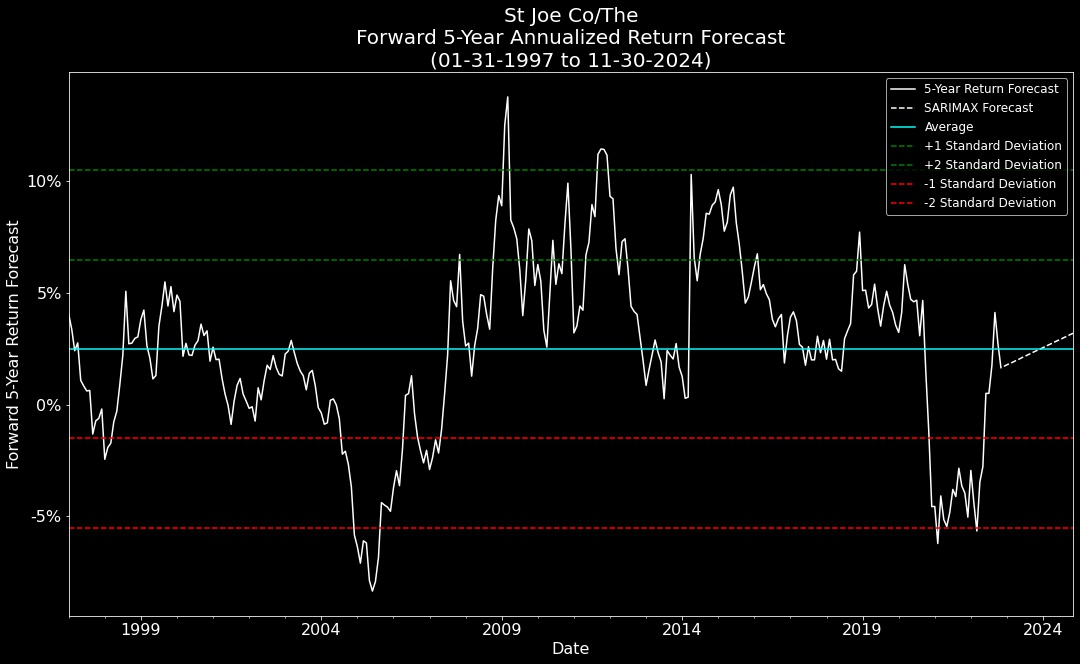 St Joe Co/The
Forward 5-Year Annualized Return Forecast
(01-31-1997 to 11-30-2024)
5-Year Return Forecast
SARIMAX Forecast
Average
+1 Standard Deviation
+2 Standard Deviation
-1 Standard Deviation
-2 Standard Deviation
Forward 5-Year Return Forecast
10%
5%
0%
-5%
1999
2004
2009
2014
2019
2024
Date